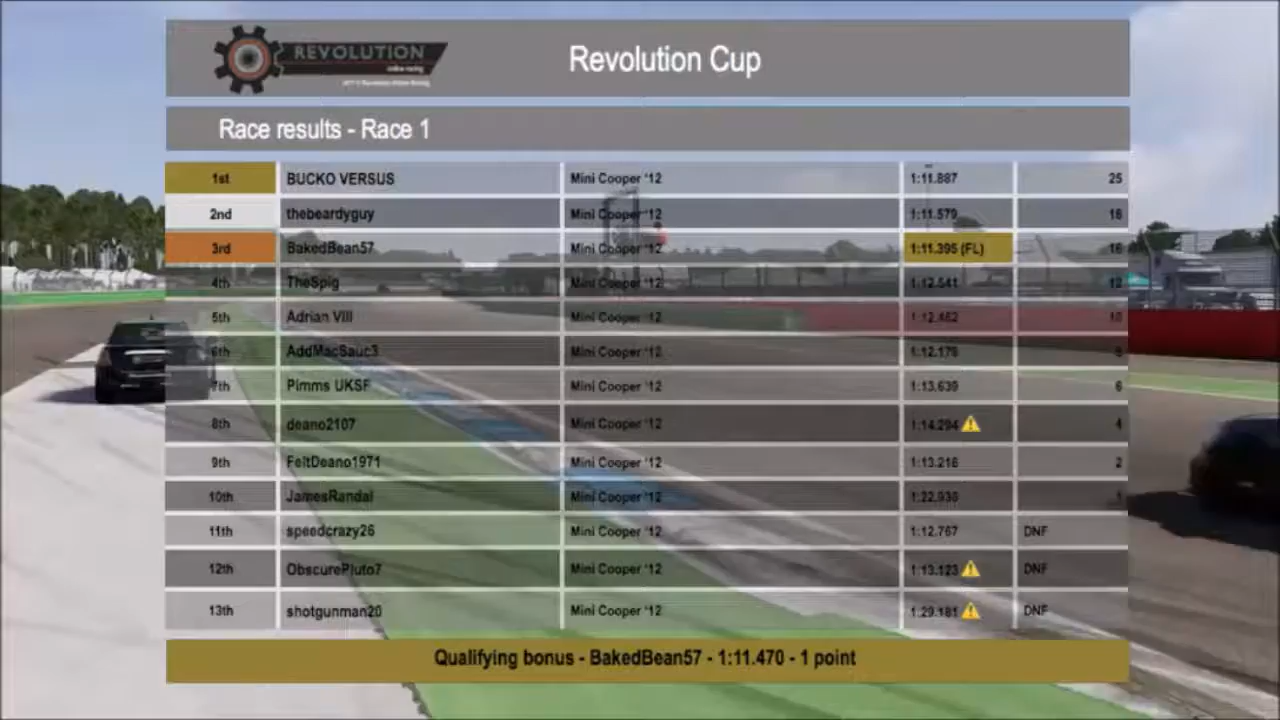 REVOLUTION
online racing
Revolution Cup
Race results - Race 1
1st BUCKO VERSUS Mini Cooper '12 1:11.887 25
2nd thebeardyguy Mini Cooper '12 1:11.579 18
3rd BakedBean57 Mini Cooper '12 1:11.395 (FL) 16
4th TheSpig Mini Cooper '12 1:12.541 12
5th Adrian VIII Mini Cooper '12 1:12.462 10
6th AddMacSauc3 Mini Cooper '12 1:12.176
7th Pimms UKSF Mini Cooper '12 1:13.639 6
8th deano2107 Mini Cooper '12 1:14.294 4
9th FeltDeano1971 Mini Cooper '12 1:13.216 2
10th JamesRandal Mini Cooper '12 1:22.936 1
11th speedcrazy26 Mini Cooper '12 1:12.767 DNF
12th ObscurePluto7 Mini Cooper '12 1:13.123 DNF
13th shotgunman20 Mini Cooper '12 1:29.181 DNF
Qualifying bonus - BakedBean57 - 1:11.470 - 1 point